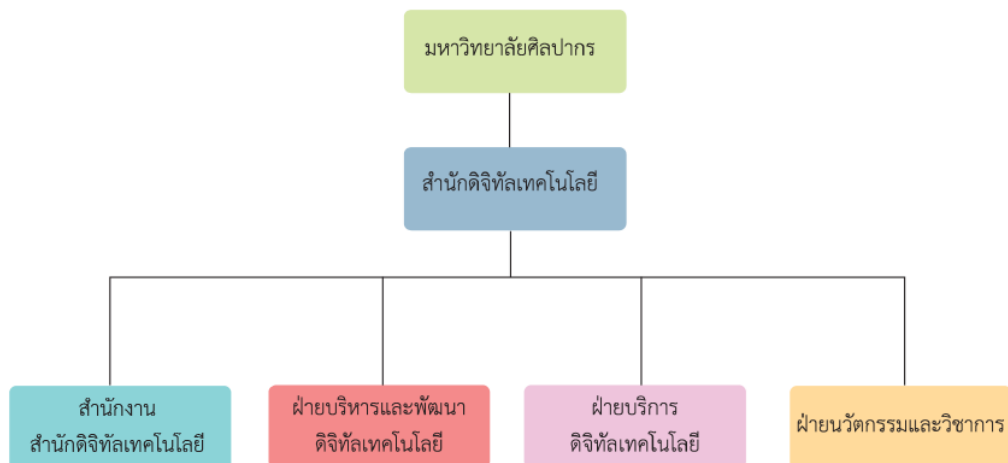 มหาวิทยาลัยศิลปากร
สำนักดิจิทัลเทคโนโลยี
สำนักงาน
สำนักดิจิทัลเทคโนโลยี
ฝ่ายบริหารและพัฒนา
ดิจิทัลเทคโนโลยี
ฝ่ายบริการ
ดิจิทัลเทคโนโลยี
ฝ่ายนวัตกรรมและวิชาการ